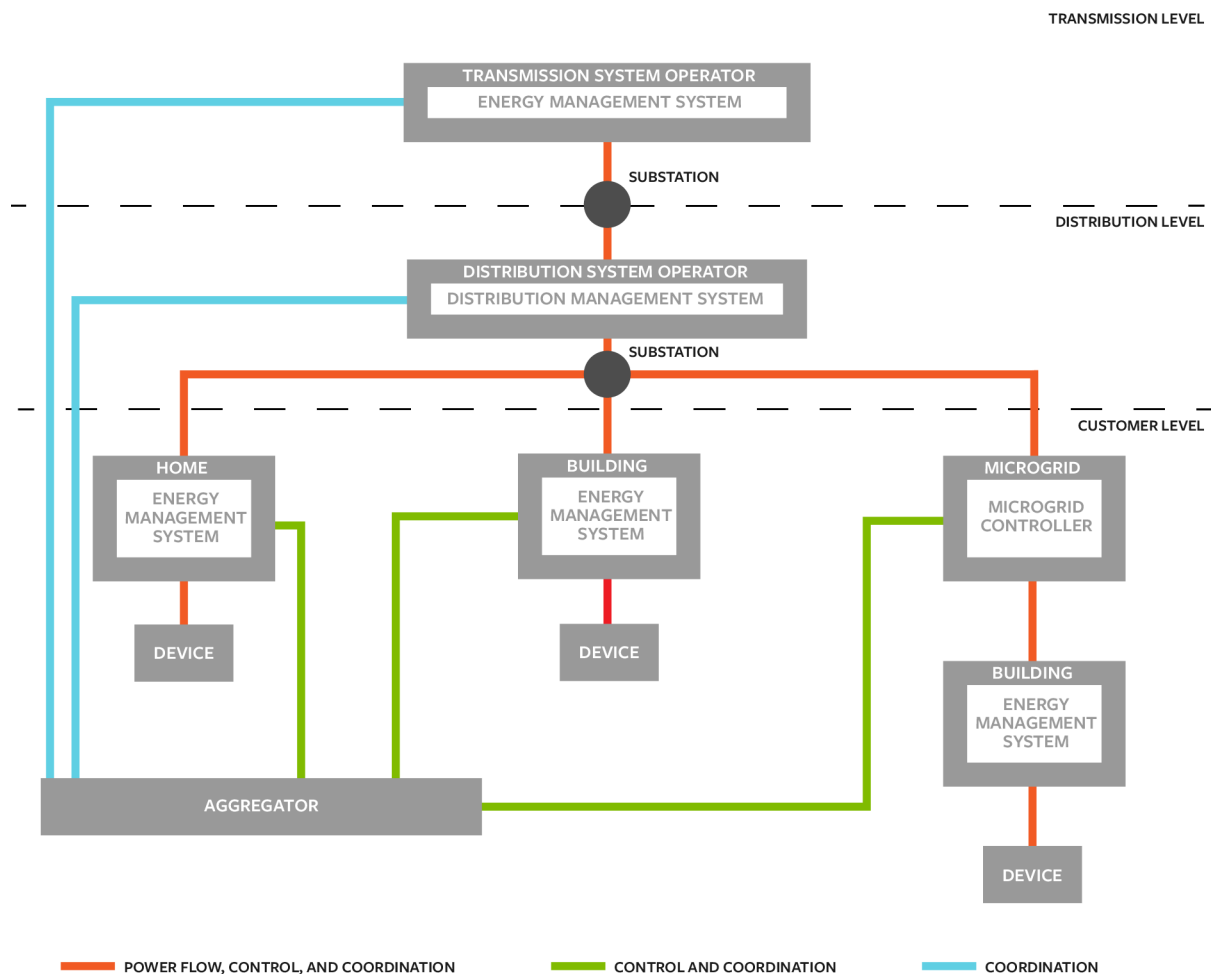 TRANSMISSION LEVEL
TRANSMISSION SYSTEM OPERATOR
ENERGY MANAGEMENT SYSTEM
SUBSTATION
DISTRIBUTION LEVEL
DISTRIBUTION SYSTEM OPERATOR
DISTRIBUTION MANAGEMENT SYSTEM
SUBSTATION
CUSTOMER LEVEL
HOME
ENERGY
MANAGEMENT
SYSTEM
DEVICE
BUILDING
ENERGY
MANAGEMENT
SYSTEM
DEVICE
MICROGRID
MICROGRID
CONTROLLER
BUILDING
ENERGY
MANAGEMENT
SYSTEM
DEVICE
AGGREGATOR
POWER FLOW, CONTROL, AND COORDINATION
CONTROL AND COORDINATION
COORDINATION